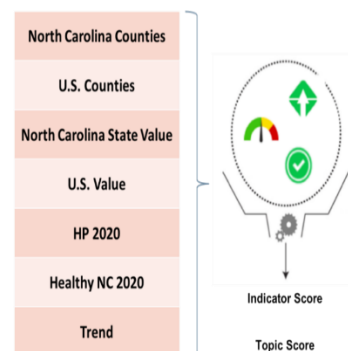 North Carolina Counties
U.S. Counties
North Carolina State Value
U.S. Value
HP 2020
Healthy NC 2020
Trend
Indicator Score
Topic Score